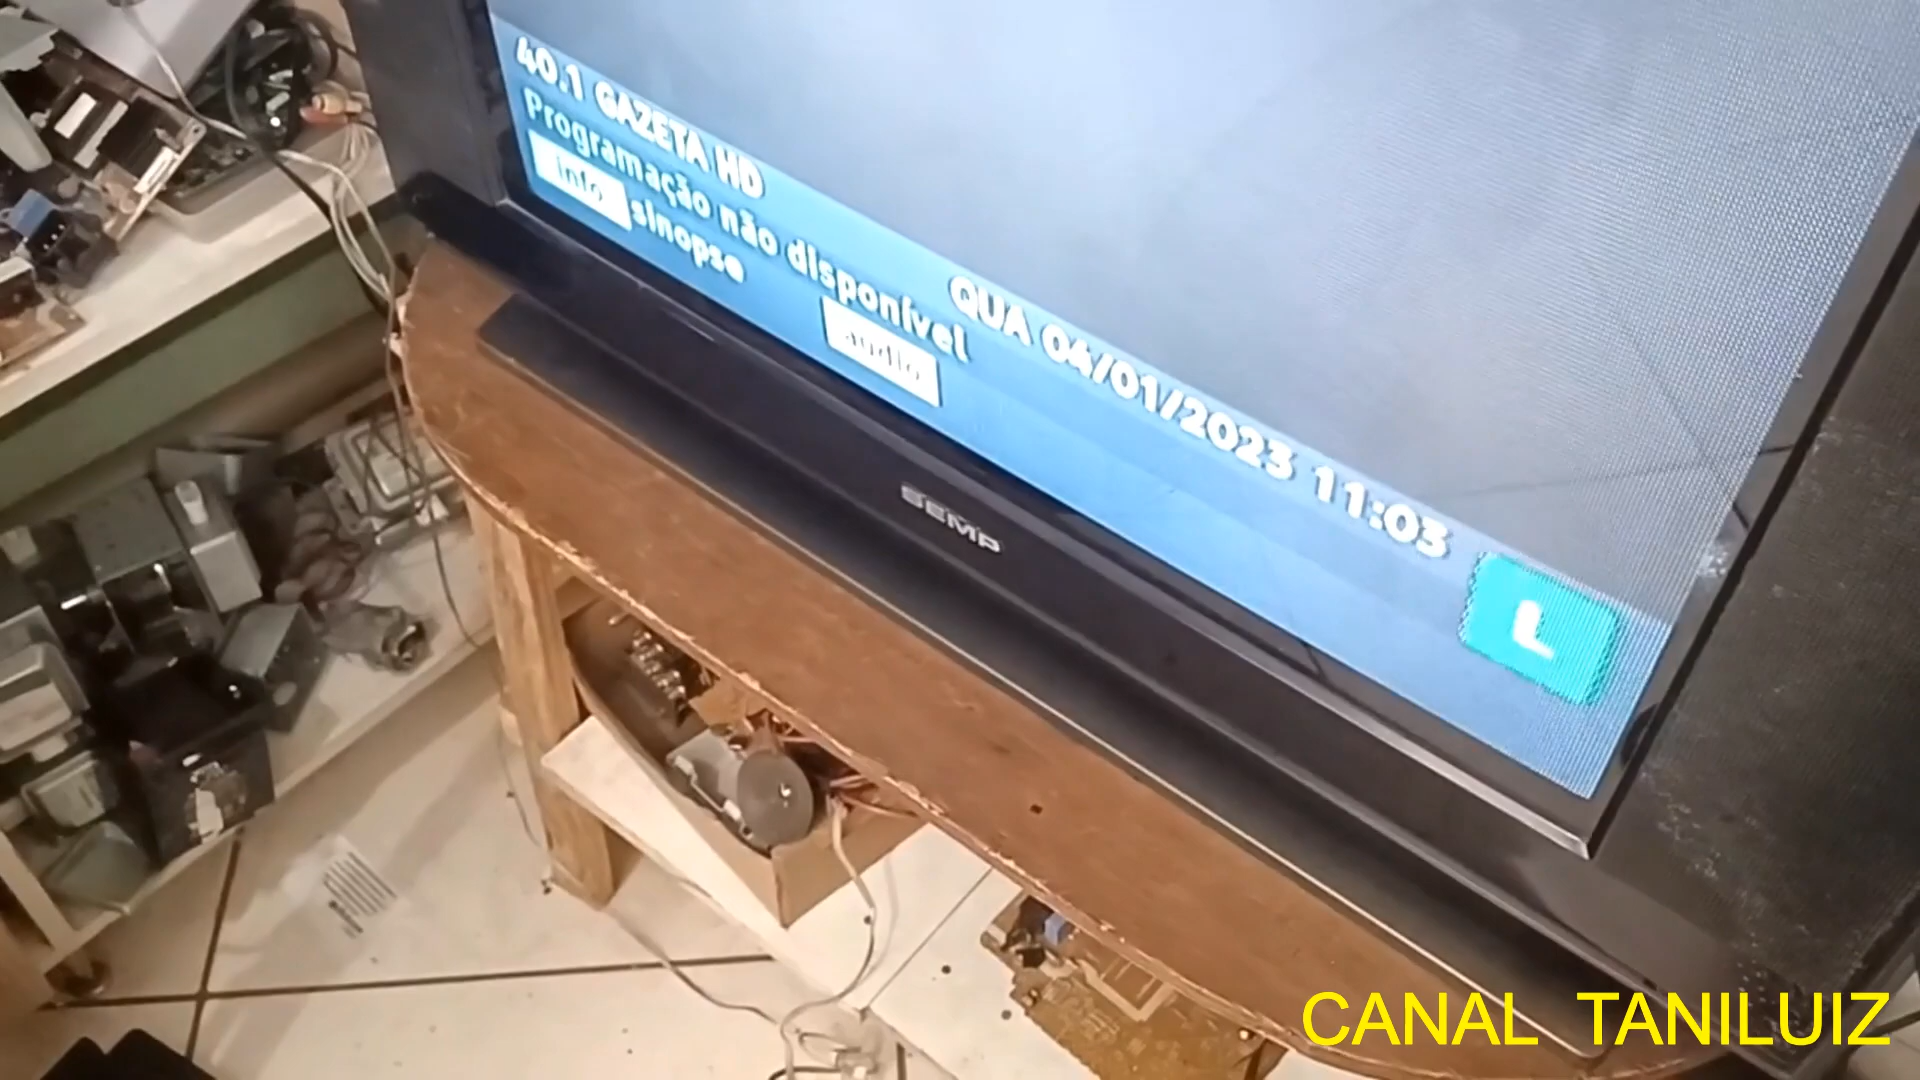 40.1 GAZETA HD
Programação não disponível
QUA 04/01/2023 11:03
info sinopse
audio
L
SEMP
CANAL TANILUIZ